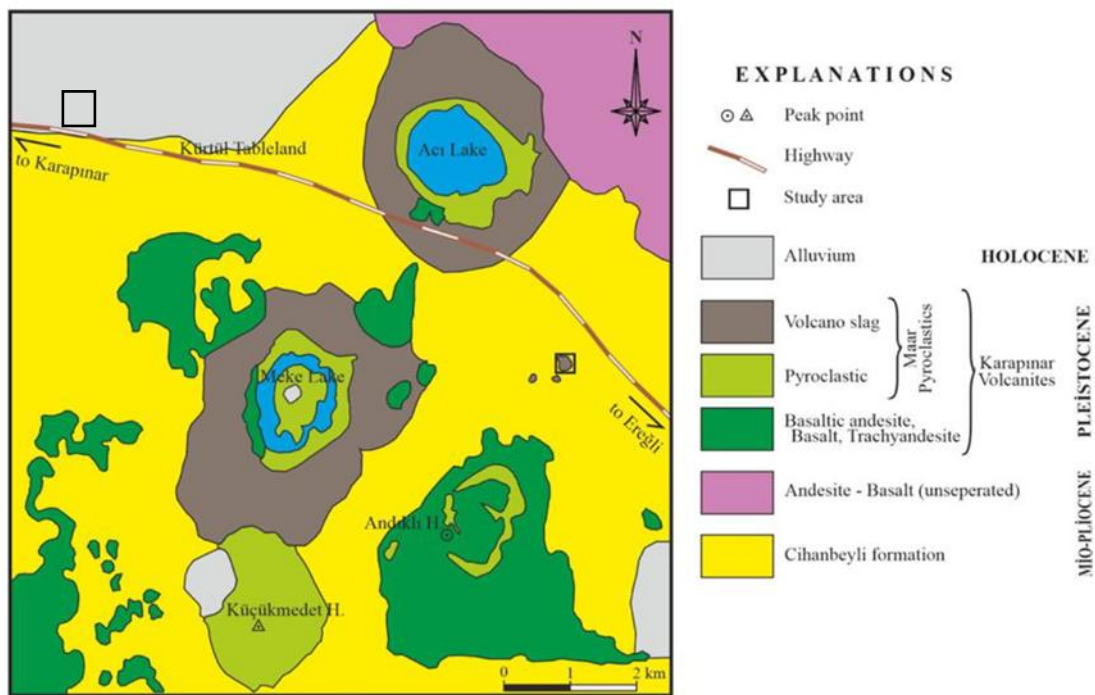 N
Acı Lake
Kürtül Tableland
to Karapınar
Meke Lake
to Ereğli
Andıklı H.
Küçükmedet H.
0 1 2 km
EXPLANATIONS
Peak point
Highway
Study area
Alluvium
HOLOCENE
Volcano slag
Pyroclastic
Maar
Pyroclastics
Basaltic andesite,
Basalt, Trachyandesite
Karapınar
Volcanites
PLEİSTOCENE
Andesite - Basalt (unseperated)
Cihanbeyli formation
MİO-PLİOCENE